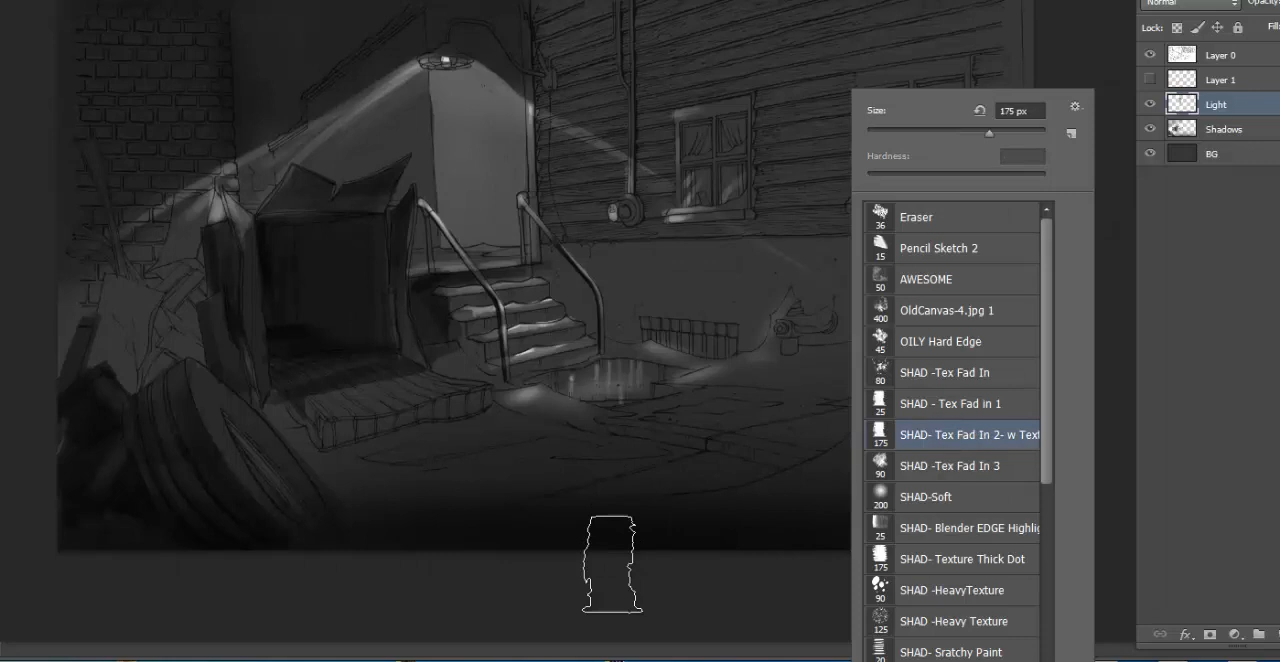 Normal
Opacity:
Lock:
Fill:
Layer 0
Layer 1
Light
Shadows
BG
Size:
175 px
Hardness:
Eraser
36
Pencil Sketch 2
15
AWESOME
50
OldCanvas-4.jpg 1
400
OILY Hard Edge
45
SHAD -Tex Fad In
80
SHAD - Tex Fad in 1
25
SHAD- Tex Fad In 2- w Text
175
SHAD -Tex Fad In 3
90
SHAD-Soft
200
SHAD- Blender EDGE Highlig
25
SHAD- Texture Thick Dot
175
SHAD -HeavyTexture
90
SHAD -Heavy Texture
125
SHAD- Sratchy Paint
20
fx